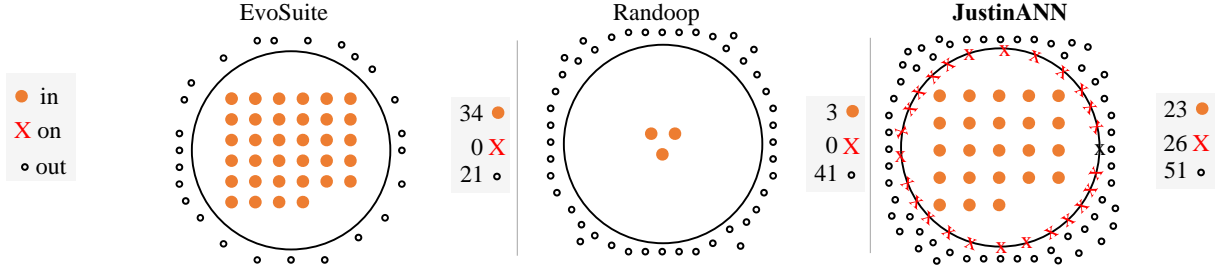 EvoSuite
Randoop
JustinANN
in
X on
out
34
0 X
21
3
0 X
41
23
26 X
51